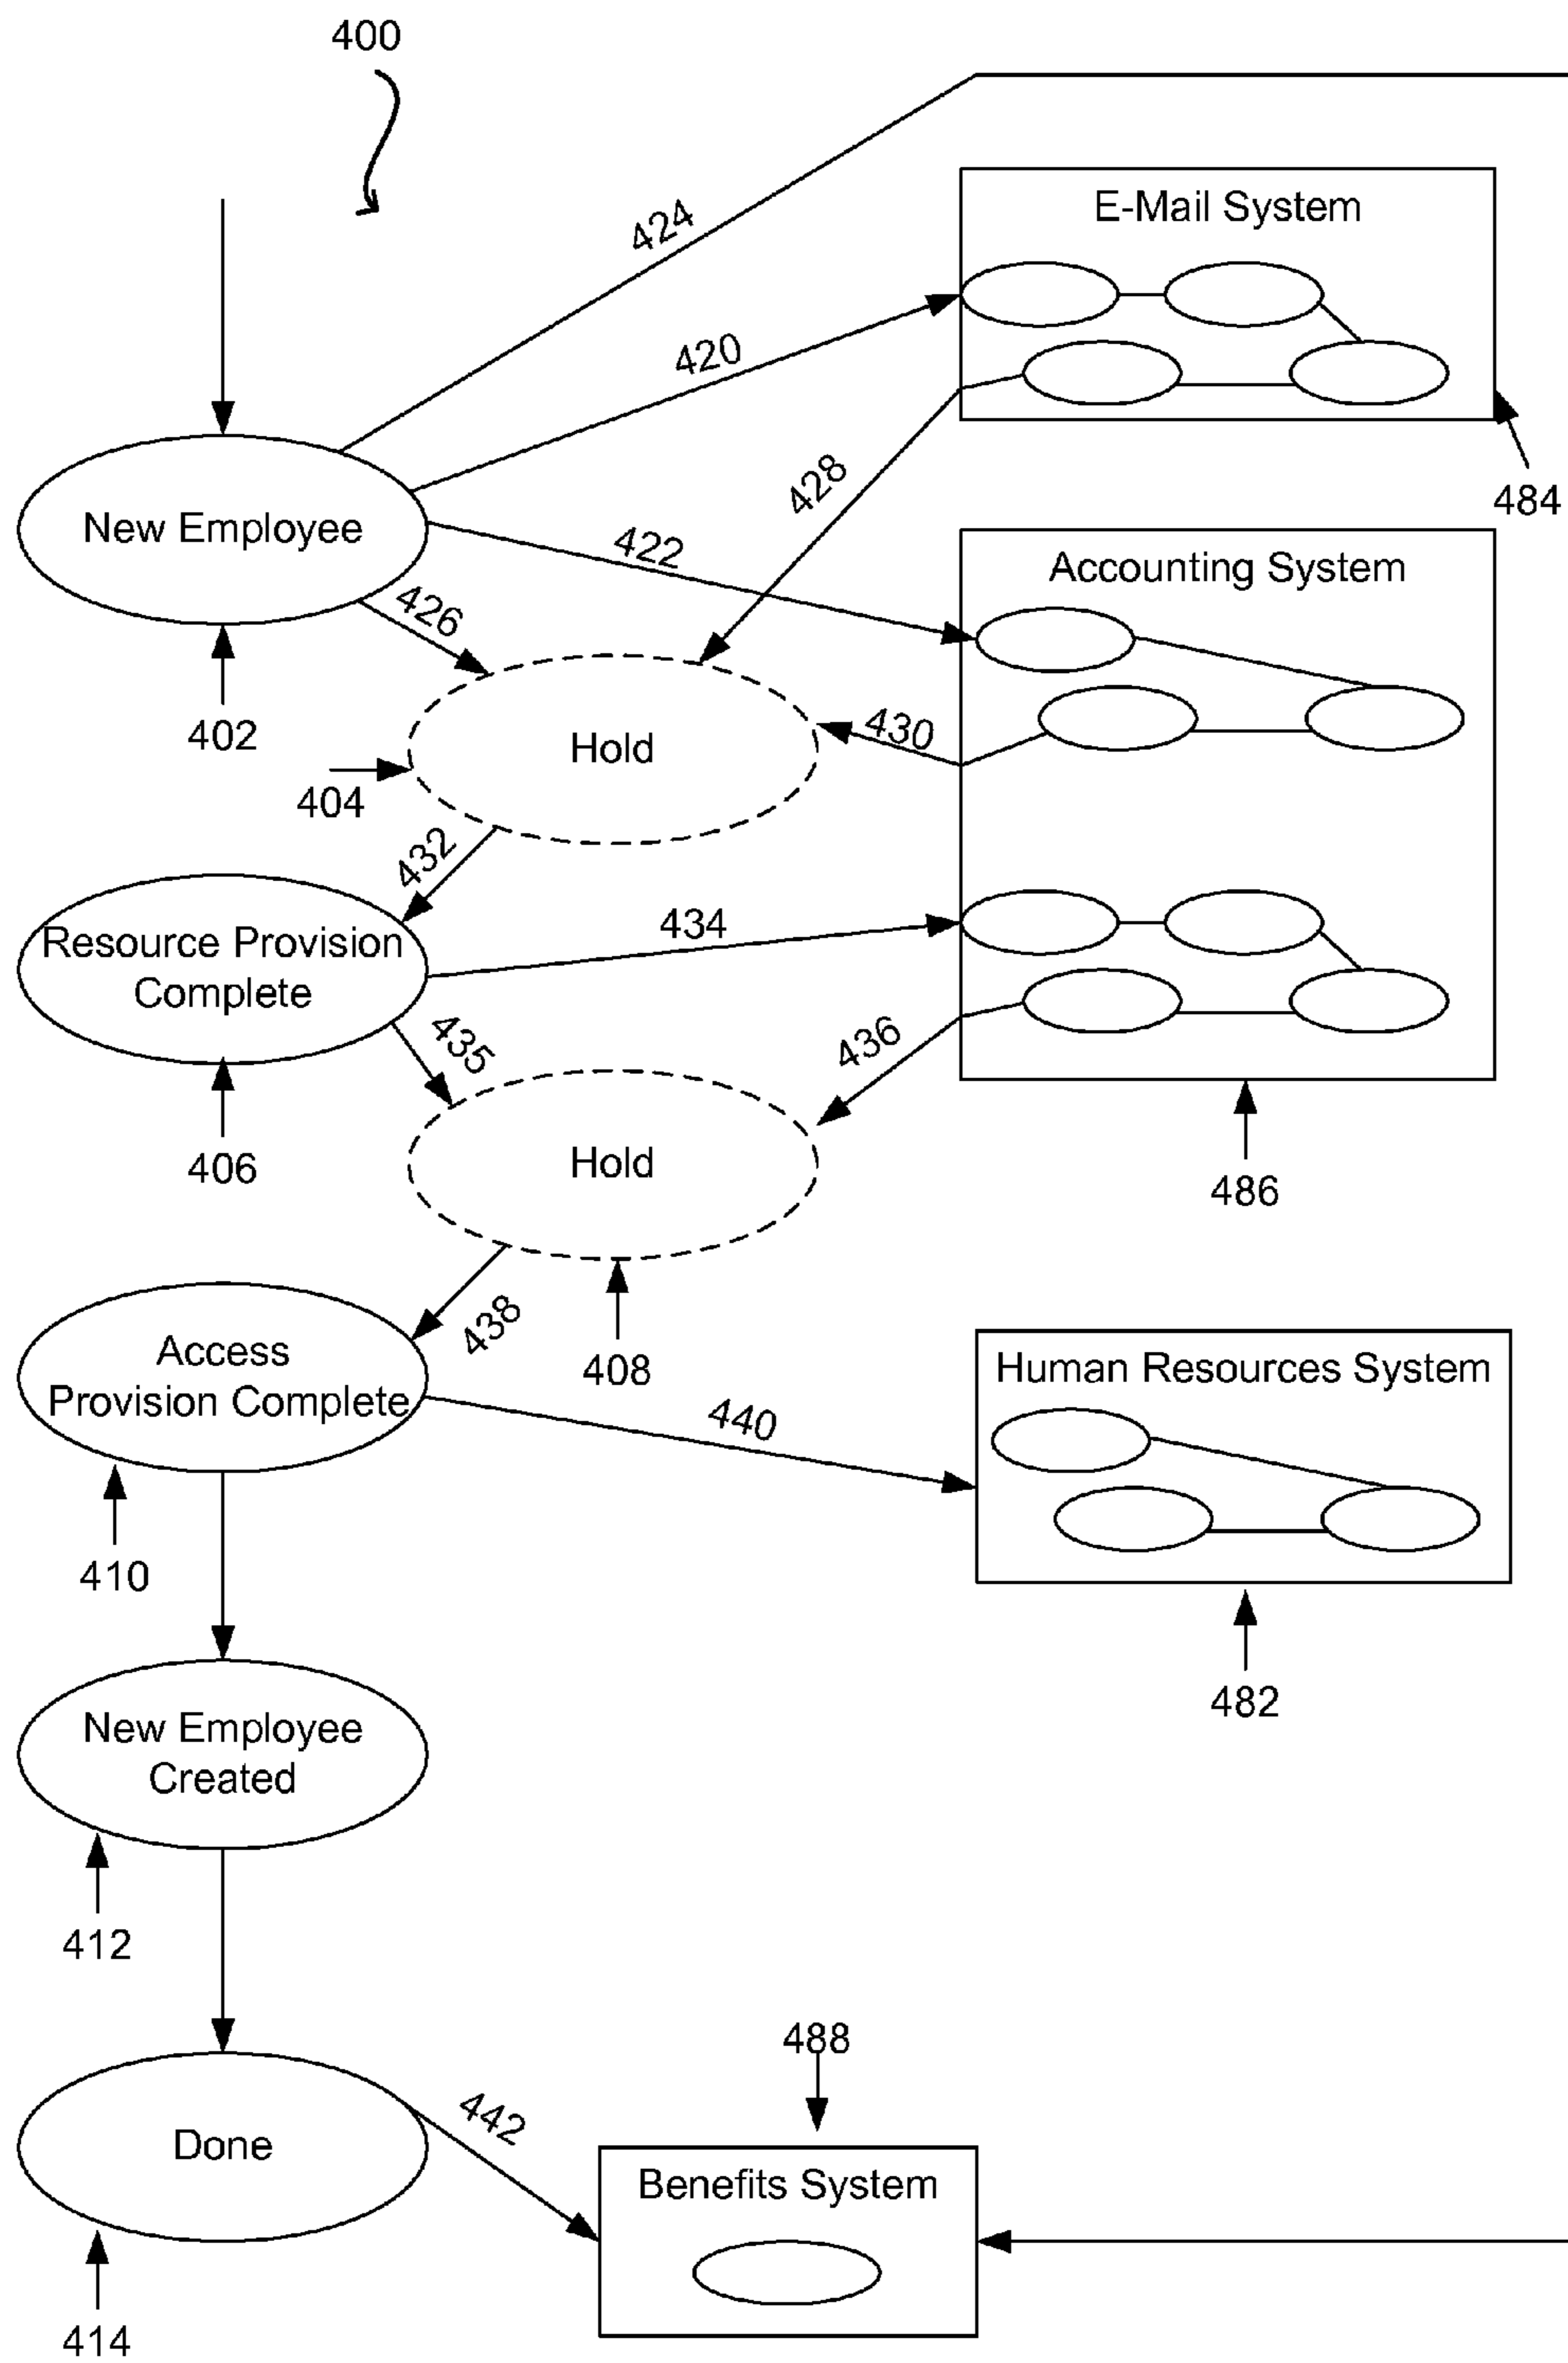 400
424
E-Mail System
420
428
484
New Employee
422
Accounting System
426
402
430
Hold
404
432
Resource Provision
Complete
434
435
436
406
Hold
486
438
408
Access
Provision Complete
440
Human Resources System
410
482
New Employee
Created
412
488
442
Done
Benefits System
414